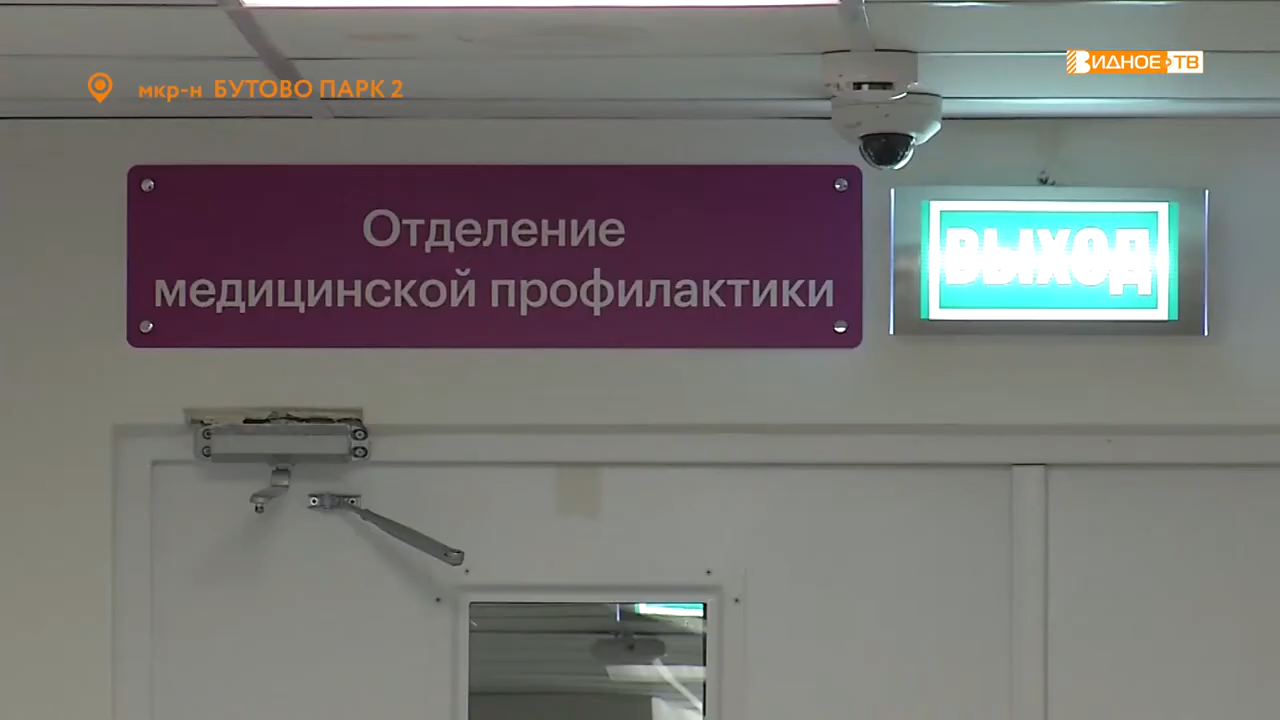 мкр-н БУТОВО ПАРК 2
ВИДНОЕ ТВ
Отделение
медицинской профилактики
ВЫХОД